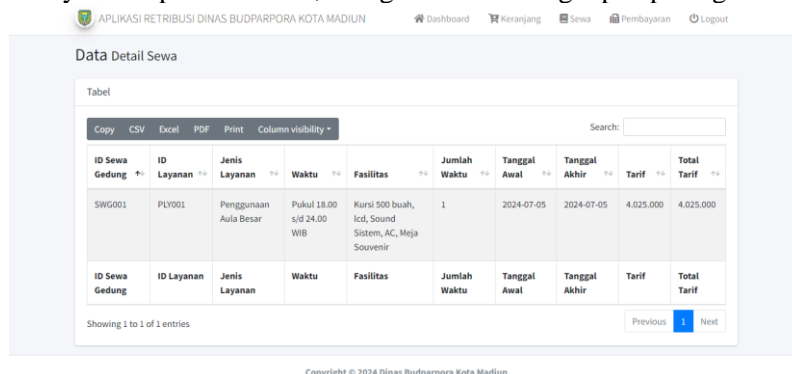 APLIKASI RETRIBUSI DINAS BUDPARPORA KOTA MADIUN Dashboard Keranjang Sewa Pembayaran Logout
Data Detail Sewa
Tabel
Copy CSV Excel PDF Print Column visibility
Search:
ID Sewa Gedung ID Layanan Jenis Layanan Waktu Fasilitas Jumlah Waktu Tanggal Awal Tanggal Akhir Tarif Total Tarif
SWG001 PLY001 Penggunaan Aula Besar Pukul 18.00 s/d 24.00 WIB Kursi 500 buah, lcd, Sound Sistem, AC, Meja Souvenir 1 2024-07-05 2024-07-05 4.025.000 4.025.000
ID Sewa Gedung ID Layanan Jenis Layanan Waktu Fasilitas Jumlah Waktu Tanggal Awal Tanggal Akhir Tarif Total Tarif
Showing 1 to 1 of 1 entries
Previous 1 Next
Copyright © 2024 Dinas Budparpora Kota Madiun